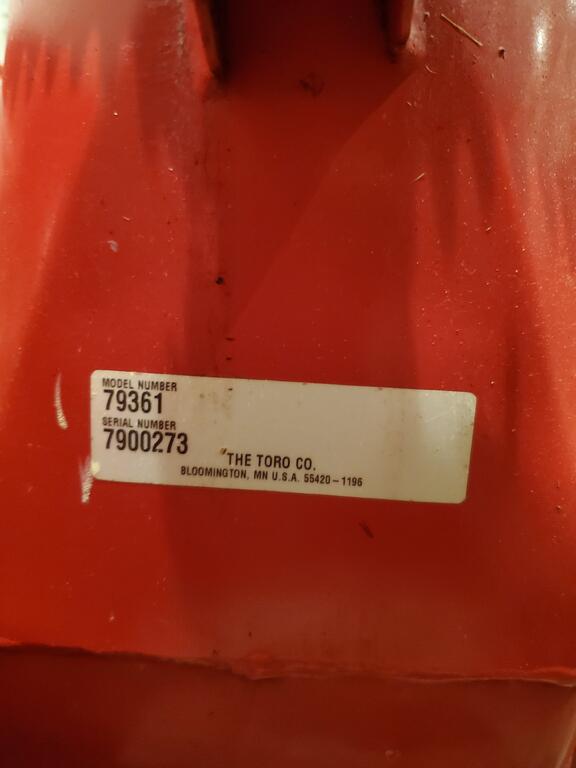 MODEL NUMBER
79361
SERIAL NUMBER
7900273
THE TORO CO.
BLOOMINGTON, MN U.S.A. 55420-1196